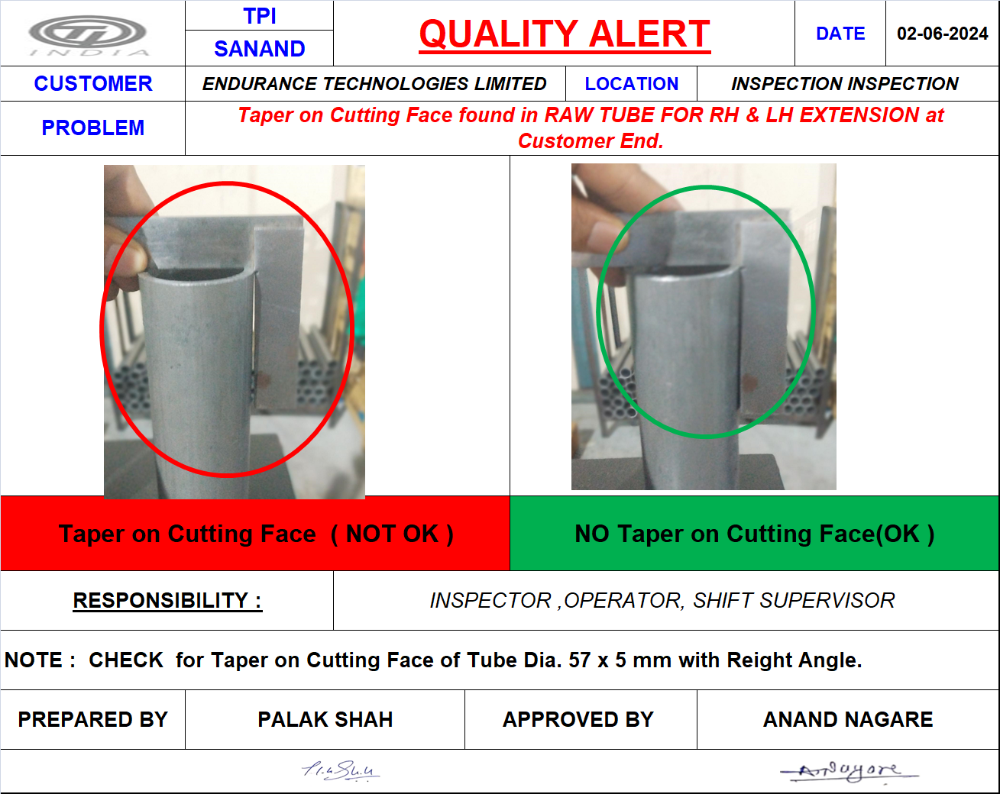 TI
INDIA
TPI
SANAND
QUALITY ALERT
DATE
02-06-2024
CUSTOMER
ENDURANCE TECHNOLOGIES LIMITED
LOCATION
INSPECTION INSPECTION
PROBLEM
Taper on Cutting Face found in RAW TUBE FOR RH & LH EXTENSION at
Customer End.
Taper on Cutting Face ( NOT OK )
NO Taper on Cutting Face(OK )
RESPONSIBILITY :
INSPECTOR ,OPERATOR, SHIFT SUPERVISOR
NOTE : CHECK for Taper on Cutting Face of Tube Dia. 57 x 5 mm with Reight Angle.
PREPARED BY
PALAK SHAH
APPROVED BY
ANAND NAGARE